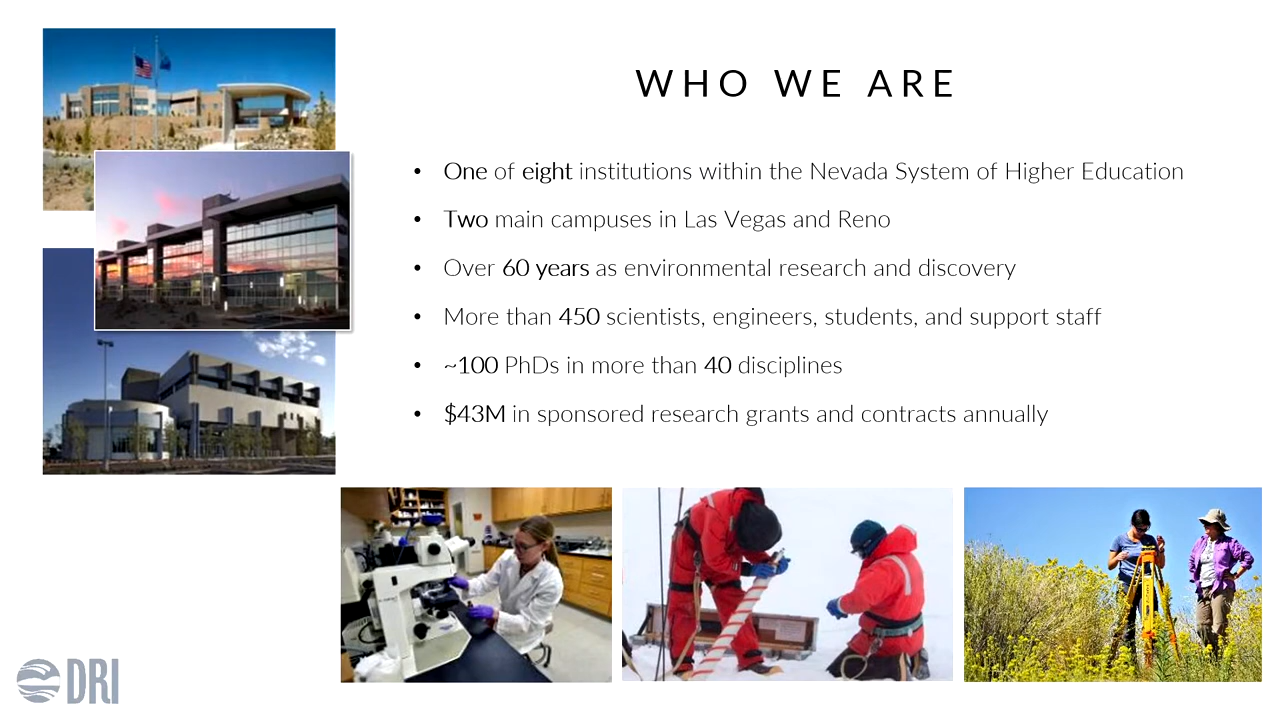 WHO WE ARE
• One of eight institutions within the Nevada System of Higher Education
• Two main campuses in Las Vegas and Reno
• Over 60 years as environmental research and discovery
• More than 450 scientists, engineers, students, and support staff
• ~100 PhDs in more than 40 disciplines
• $43M in sponsored research grants and contracts annually
DRI